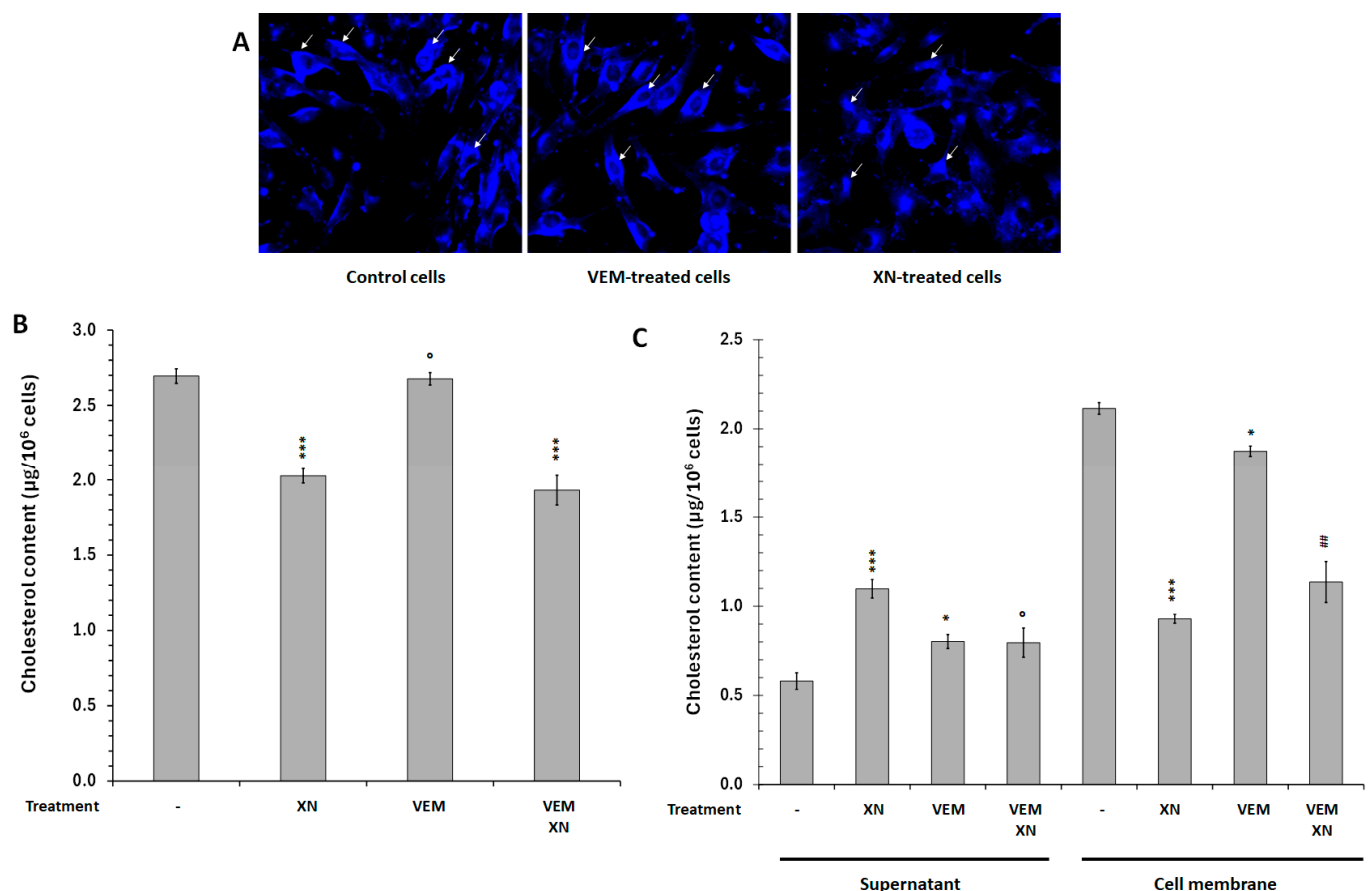 A
Control cells
VEM-treated cells
XN-treated cells
B
Cholesterol content (µg/10⁶ cells)
3.0
2.5
2.0
1.5
1.0
0.5
0.0
***
°
***
Treatment
-
XN
VEM
VEM
XN
C
Cholesterol content (µg/10⁶ cells)
2.5
2.0
1.5
1.0
0.5
0.0
***
*
°
***
*
##
Treatment
-
XN
VEM
VEM
XN
-
XN
VEM
VEM
XN
Supernatant
Cell membrane